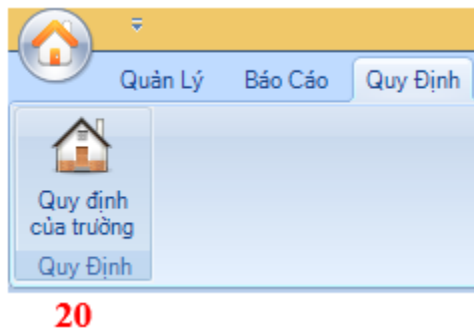 Quản Lý Báo Cáo Quy Định
Quy định
của trường
Quy Định
20